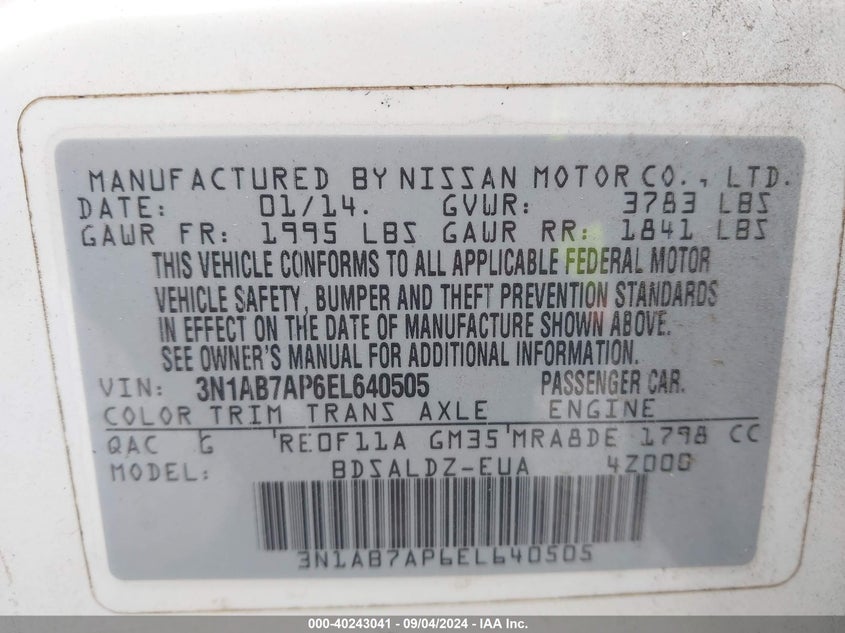 MANUFACTURED BY NISSAN MOTOR CO., LTD.
DATE: 01/14. GVWR: 3783 LBS
GAWR FR: 1995 LBS GAWR RR: 1841 LBS
THIS VEHICLE CONFORMS TO ALL APPLICABLE FEDERAL MOTOR
VEHICLE SAFETY, BUMPER AND THEFT PREVENTION STANDARDS
IN EFFECT ON THE DATE OF MANUFACTURE SHOWN ABOVE.
SEE OWNER'S MANUAL FOR ADDITIONAL INFORMATION.
VIN: 3N1AB7AP6EL640505 PASSENGER CAR.
COLOR TRIM TRANS AXLE ENGINE
QAC G RE0F11A GM35 MRA8DE 1798 CC
MODEL: BDSALDZ-EUA 4Z000
3N1AB7AP6EL640505
000-40243041 - 09/04/2024 - IAA Inc.